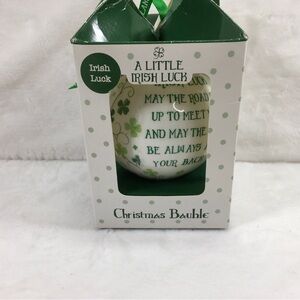 Irish
Luck
A LITTLE
IRISH LUCK
MAY THE ROAD
UP TO MEET
AND MAY THE
BE ALWAYS
YOUR BACK
Christmas Bauble